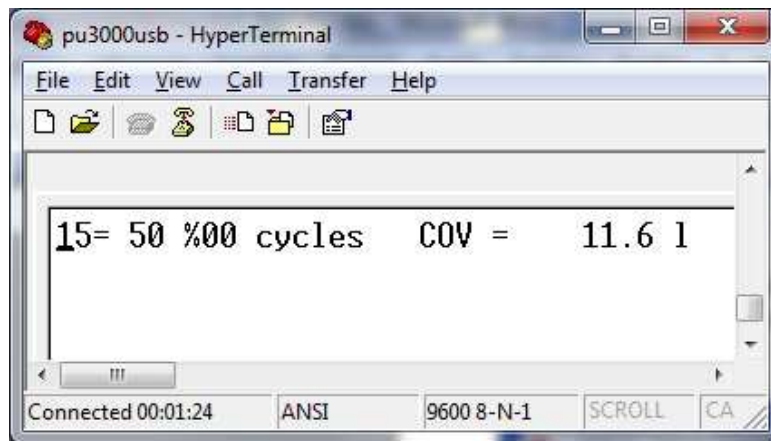 pu3000usb - HyperTerminal
File Edit View Call Transfer Help
15= 50 %00 cycles COV = 11.6 l
Connected 00:01:24 ANSI 9600 8-N-1 SCROLL CA